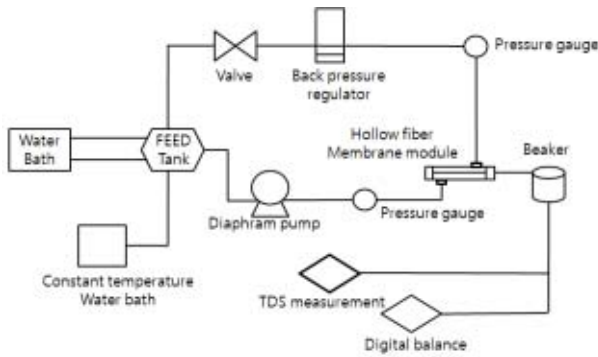 Pressure gauge
Valve
Back pressure
regulator
Water
Bath
FEED
Tank
Hollow fiber
Membrane module
Beaker
Diaphram pump
Pressure gauge
Constant temperature
Water bath
TDS measurement
Digital balance